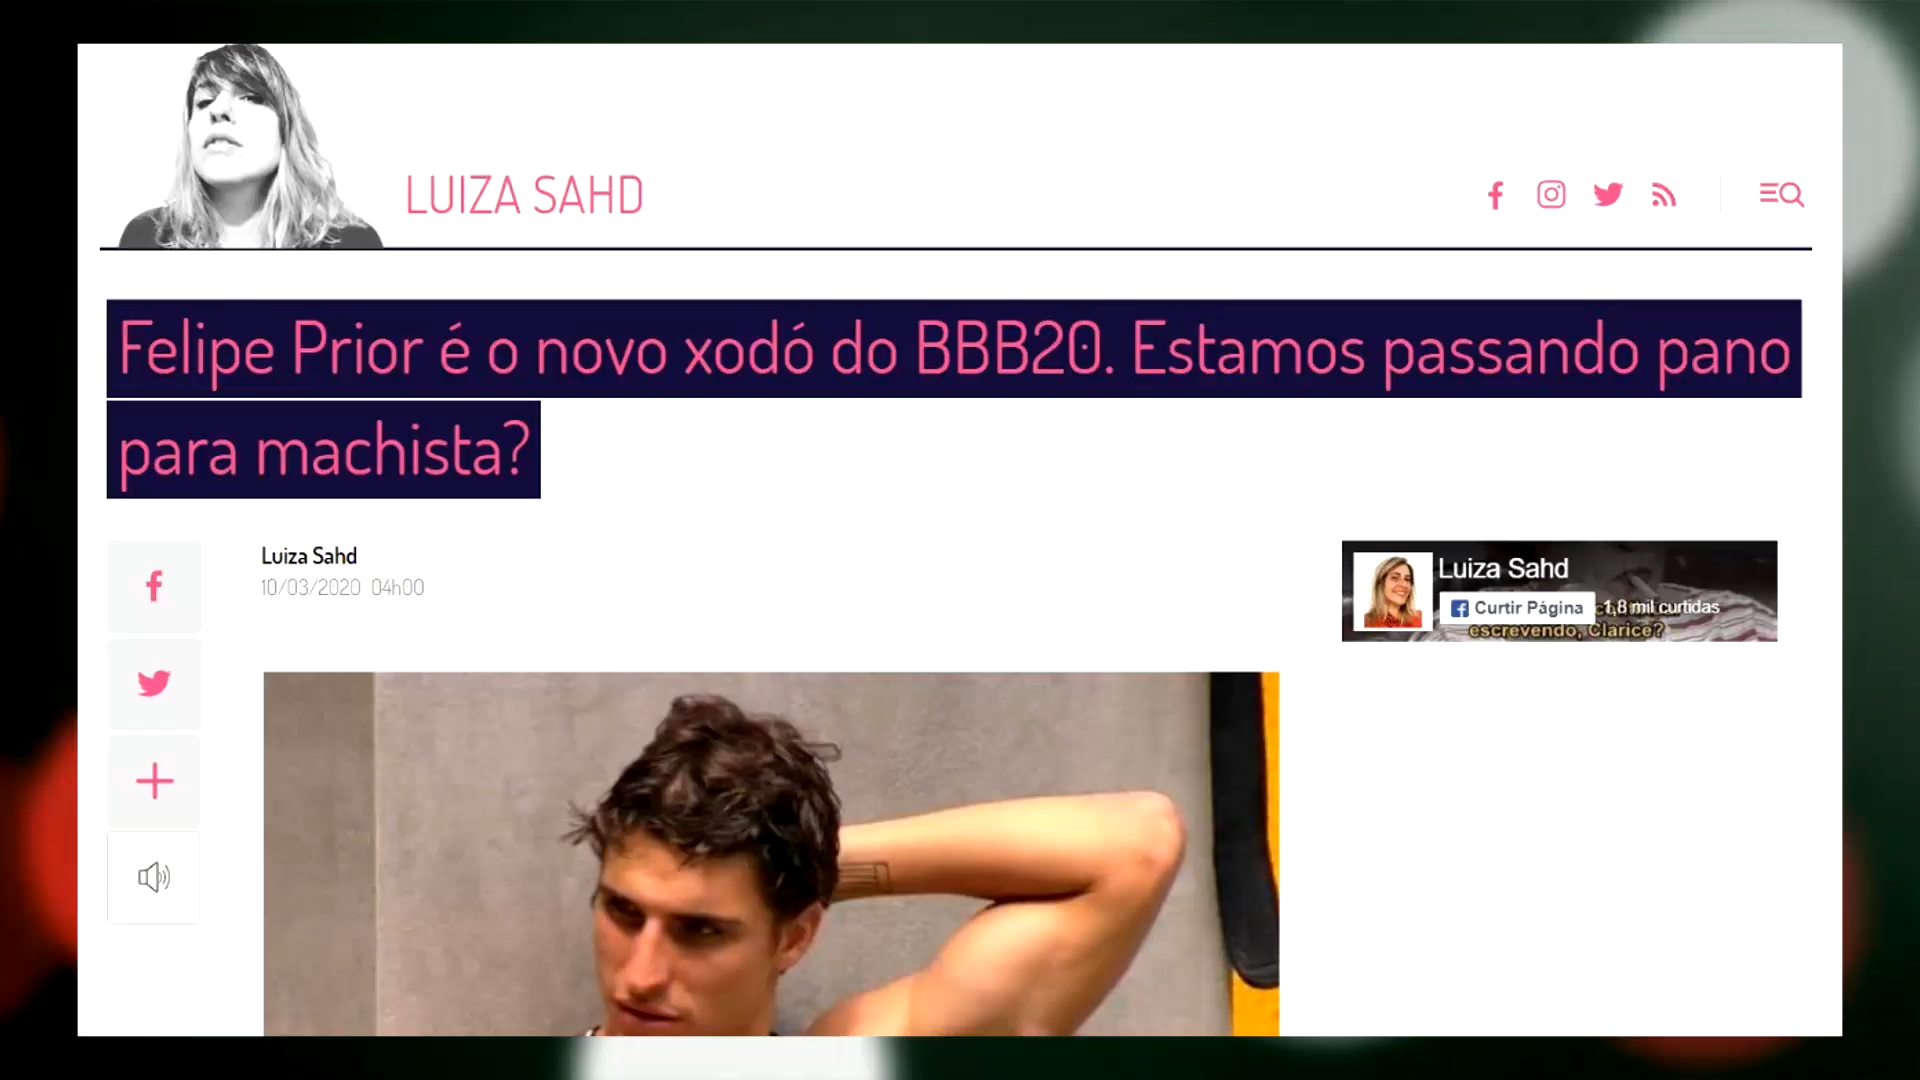 LUIZA SAHD
Felipe Prior é o novo xodó do BBB20. Estamos passando pano
para machista?
Luiza Sahd
10/03/2020 04h00
Luiza Sahd
Curtir Página
1,8 mil curtidas
escrevendo, Clarice?